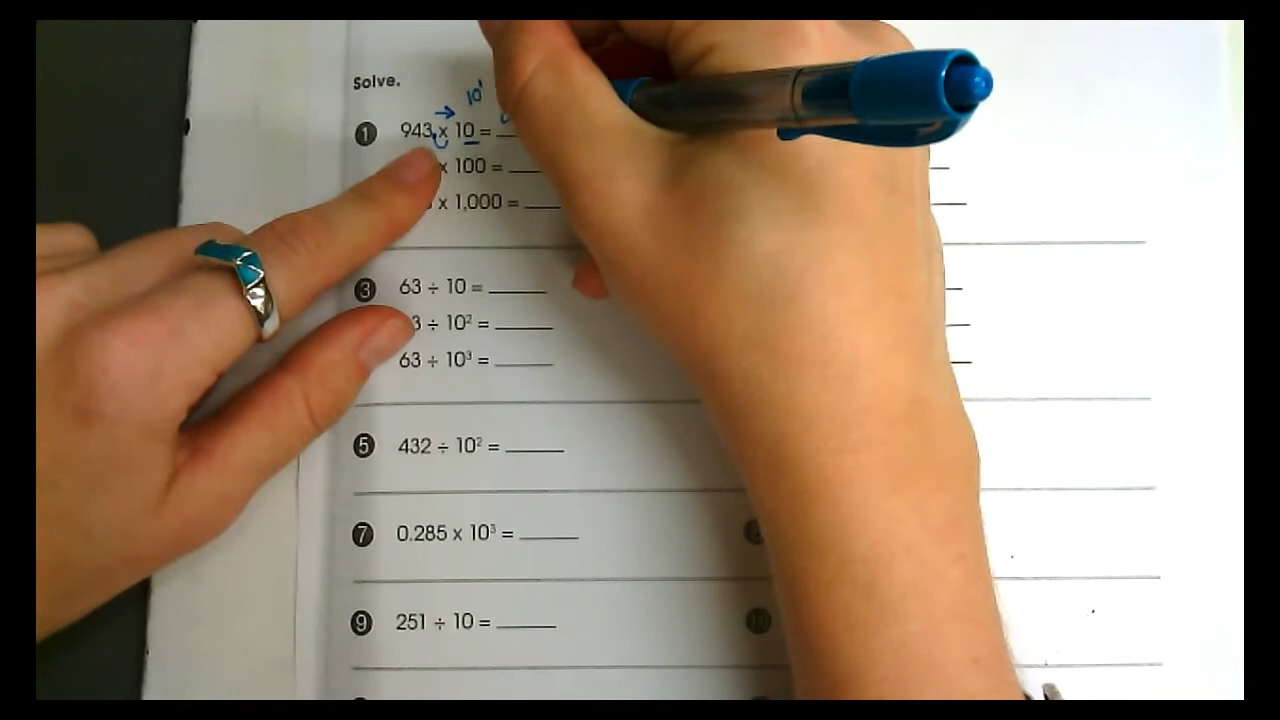 Solve.
10¹
1 943 x 10 = ___
x 100 = ___
x 1,000 = ___
3 63 ÷ 10 = ___
3 ÷ 10² = ___
63 ÷ 10³ = ___
5 432 ÷ 10² = ___
7 0.285 x 10³ = ___
9 251 ÷ 10 = ___